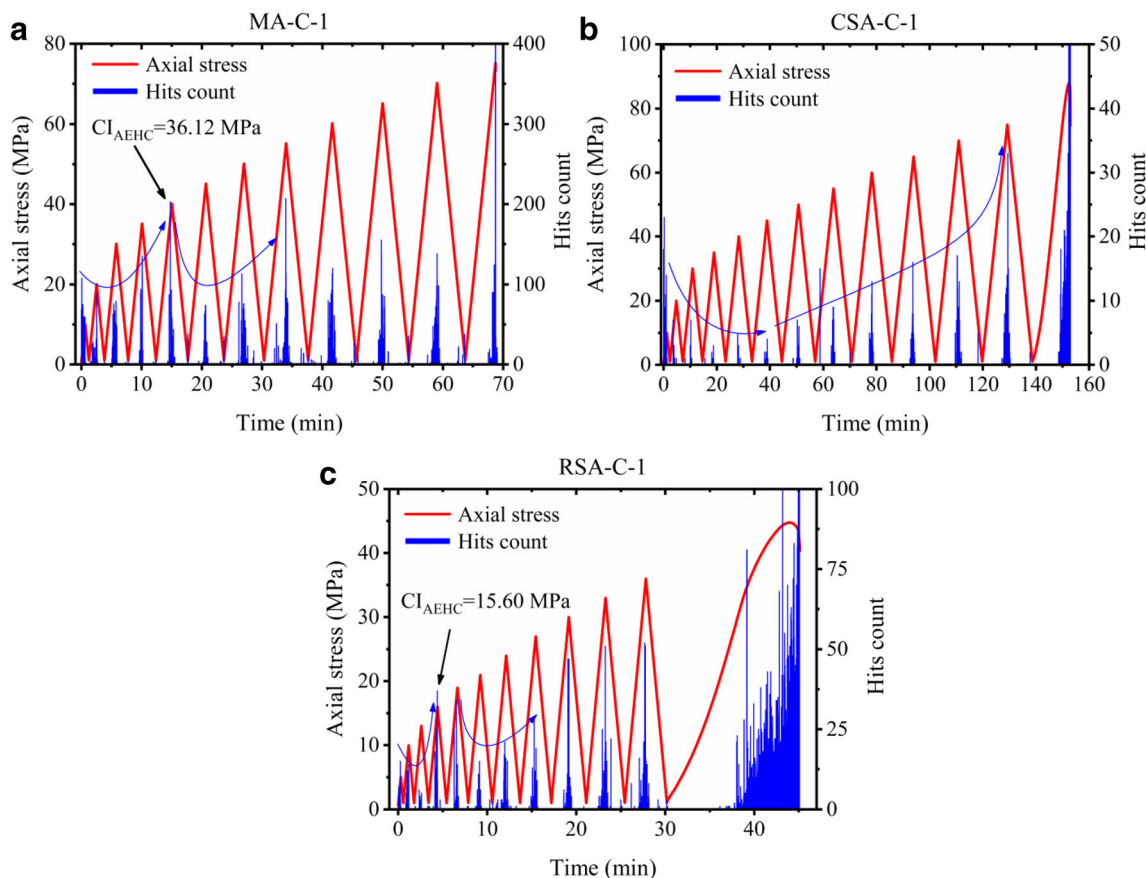 a
MA-C-1
Axial stress
Hits count
CI_AEHC=36.12 MPa
80
60
40
20
0
Axial stress (MPa)
400
300
200
100
0
Hits count
0 10 20 30 40 50 60 70
Time (min)
b
CSA-C-1
Axial stress
Hits count
100
80
60
40
20
0
Axial stress (MPa)
50
40
30
20
10
0
Hits count
0 20 40 60 80 100 120 140 160
Time (min)
c
RSA-C-1
Axial stress
Hits count
CI_AEHC=15.60 MPa
50
40
30
20
10
0
Axial stress (MPa)
100
75
50
25
0
Hits count
0 10 20 30 40
Time (min)